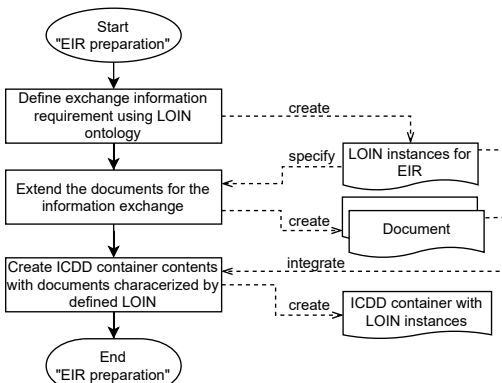 Start
"EIR preparation"
Define exchange information
requirement using LOIN
ontology
create
LOIN instances for
EIR
specify
Extend the documents for the
information exchange
create
Document
integrate
Create ICDD container contents
with documents characerized by
defined LOIN
create
ICDD container with
LOIN instances
End
"EIR preparation"